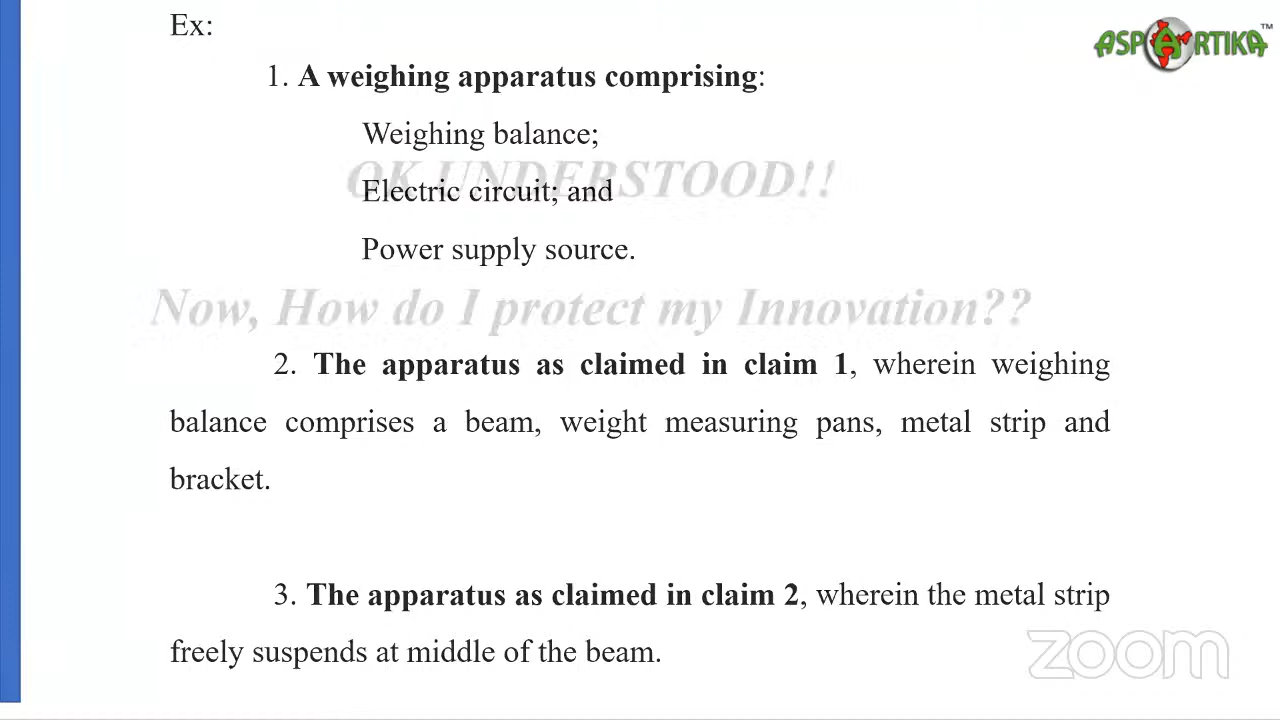 Ex:
ASPARTIKA™
1. A weighing apparatus comprising:
Weighing balance;
OK UNDERSTOOD!!
Electric circuit; and
Power supply source.
Now, How do I protect my Innovation??
2. The apparatus as claimed in claim 1, wherein weighing
balance comprises a beam, weight measuring pans, metal strip and
bracket.
3. The apparatus as claimed in claim 2, wherein the metal strip
freely suspends at middle of the beam.
zoom